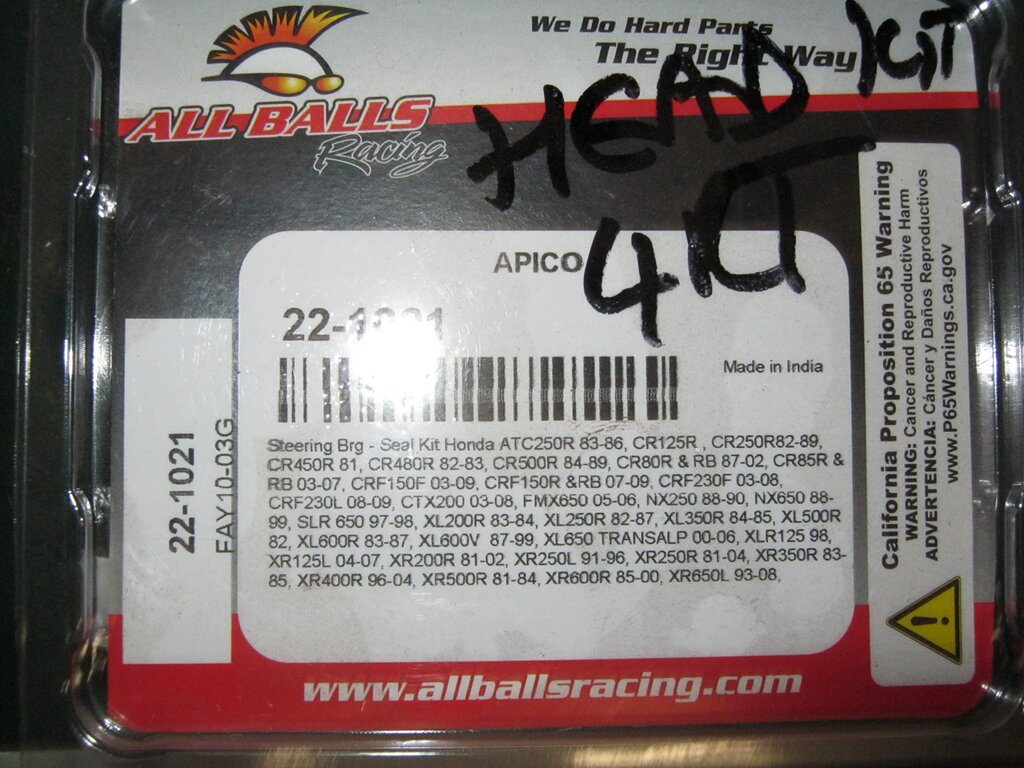 We Do Hard Parts
The Right Way
ALL BALLS
Racing
HEAD KIT
4
APICO
22-1021
Made in India
Steering Brg - Seal Kit Honda ATC250R 83-86, CR125R , CR250R82-89,
CR450R 81, CR480R 82-83, CR500R 84-89, CR80R & RB 87-02, CR85R &
RB 03-07, CRF150F 03-09, CRF150R &RB 07-09, CRF230F 03-08,
CRF230L 08-09, CTX200 03-08, FMX650 05-06, NX250 88-90, NX650 88-
99, SLR 650 97-98, XL200R 83-84, XL250R 82-87, XL350R 84-85, XL500R
82, XL600R 83-87, XL600V 87-99, XL650 TRANSALP 00-06, XLR125 98,
XR125L 04-07, XR200R 81-02, XR250L 91-96, XR250R 81-04, XR350R 83-
85, XR400R 96-04, XR500R 81-84, XR600R 85-00, XR650L 93-08,
22-1021
FAY10-03G
California Proposition 65 Warning
WARNING: Cancer and Reproductive Harm
ADVERTENCIA: Cáncer y Daños Reproductivos
www.P65Warnings.ca.gov
www.allballsracing.com